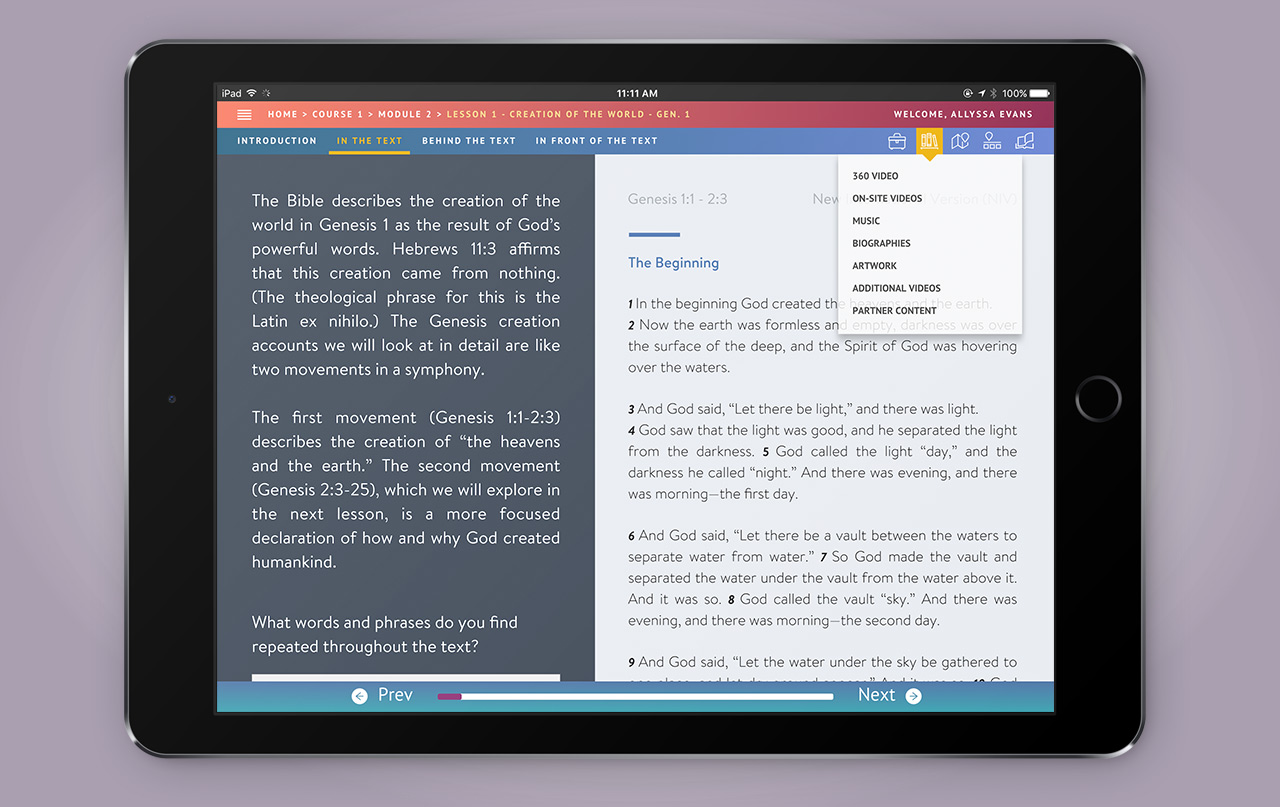 iPad
11:11 AM
100%
HOME > COURSE 1 > MODULE 2 > LESSON 1 - CREATION OF THE WORLD - GEN. 1
WELCOME, ALLYSSA EVANS
INTRODUCTION
IN THE TEXT
BEHIND THE TEXT
IN FRONT OF THE TEXT
The Bible describes the creation of the
world in Genesis 1 as the result of God’s
powerful words. Hebrews 11:3 affirms
that this creation came from nothing.
(The theological phrase for this is the
Latin ex nihilo.) The Genesis creation
accounts we will look at in detail are like
two movements in a symphony.
The first movement (Genesis 1:1-2:3)
describes the creation of “the heavens
and the earth.” The second movement
(Genesis 2:3-25), which we will explore in
the next lesson, is a more focused
declaration of how and why God created
humankind.
What words and phrases do you find
repeated throughout the text?
Genesis 1:1 - 2:3
New Version (NIV)
360 VIDEO
ON-SITE VIDEOS
MUSIC
BIOGRAPHIES
ARTWORK
ADDITIONAL VIDEOS
PARTNER CONTENT
The Beginning
1 In the beginning God created the heavens and the earth.
2 Now the earth was formless and empty, darkness was over
the surface of the deep, and the Spirit of God was hovering
over the waters.
3 And God said, “Let there be light,” and there was light.
4 God saw that the light was good, and he separated the light
from the darkness. 5 God called the light “day,” and the
darkness he called “night.” And there was evening, and there
was morning—the first day.
6 And God said, “Let there be a vault between the waters to
separate water from water.” 7 So God made the vault and
separated the water under the vault from the water above it.
And it was so. 8 God called the vault “sky.” And there was
evening, and there was morning—the second day.
9 And God said, “Let the water under the sky be gathered to
Prev
Next